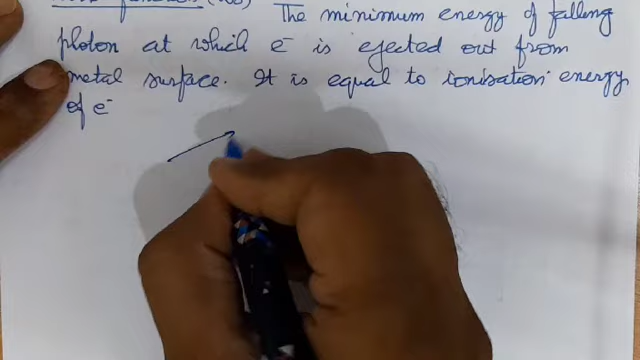 The minimum energy of falling
photon at which e⁻ is ejected out from
metal surface. It is equal to ionisation energy
of e⁻